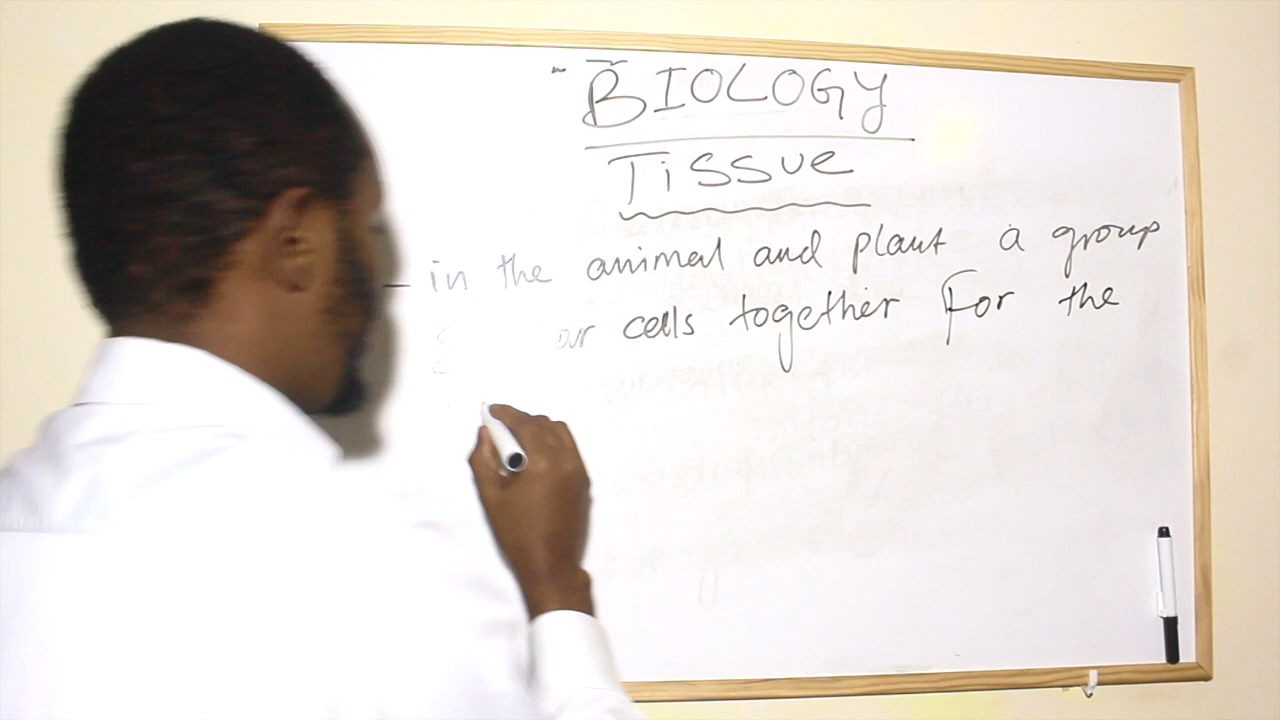 BIOLOGY
Tissue
- in the animal and plant a group
cells together For the